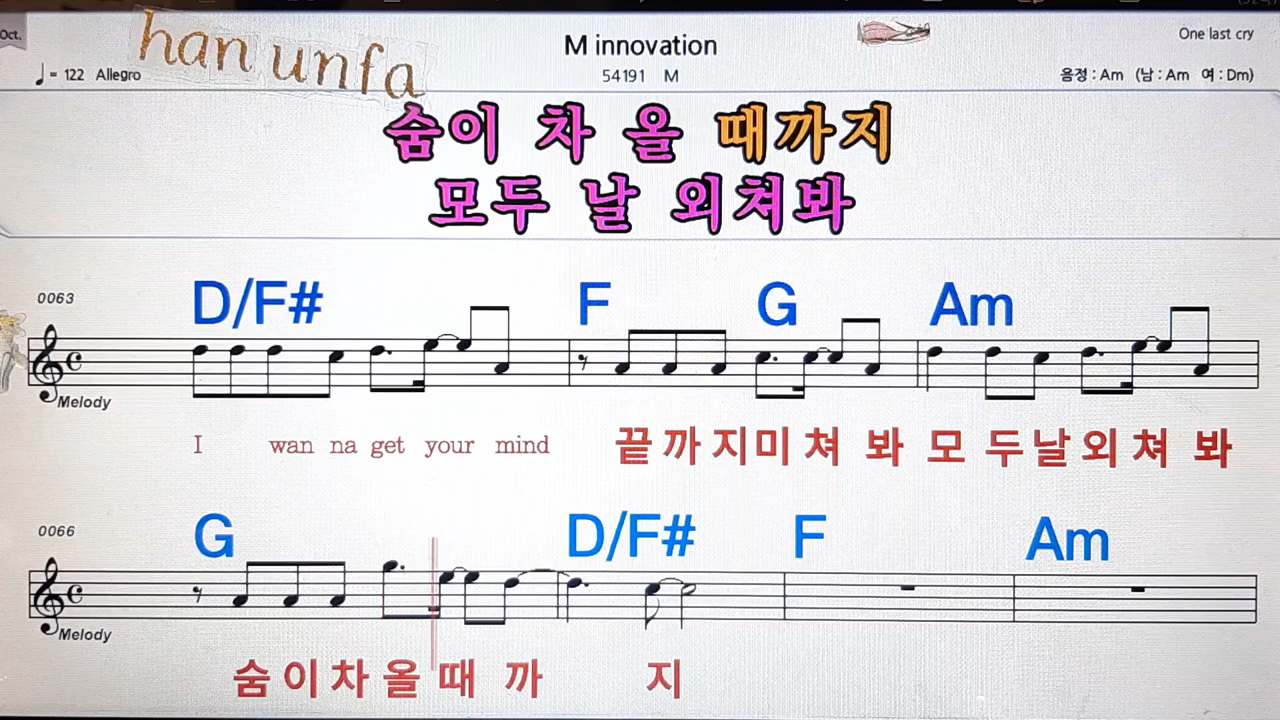 Oct.
han unfa
M innovation
One last cry
♩= 122 Allegro
54191 M
음정 : Am (남 : Am 여 : Dm)
숨이 차 올 때까지
모두 날 외쳐봐
0063
D/F# F G Am
Melody
I wan na get your mind 끝 까 지 미 쳐 봐 모 두 날 외 쳐 봐
0066
G D/F# F Am
Melody
숨 이 차 올 때 까 지